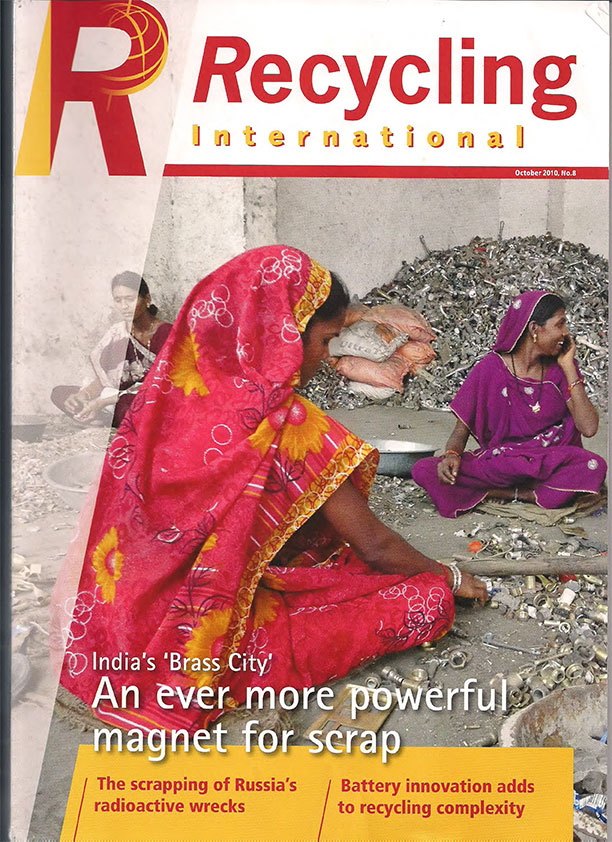 R
Recycling
International
October 2010, No.8
India's 'Brass City'
An ever more powerful
magnet for scrap
The scrapping of Russia's
radioactive wrecks
Battery innovation adds
to recycling complexity